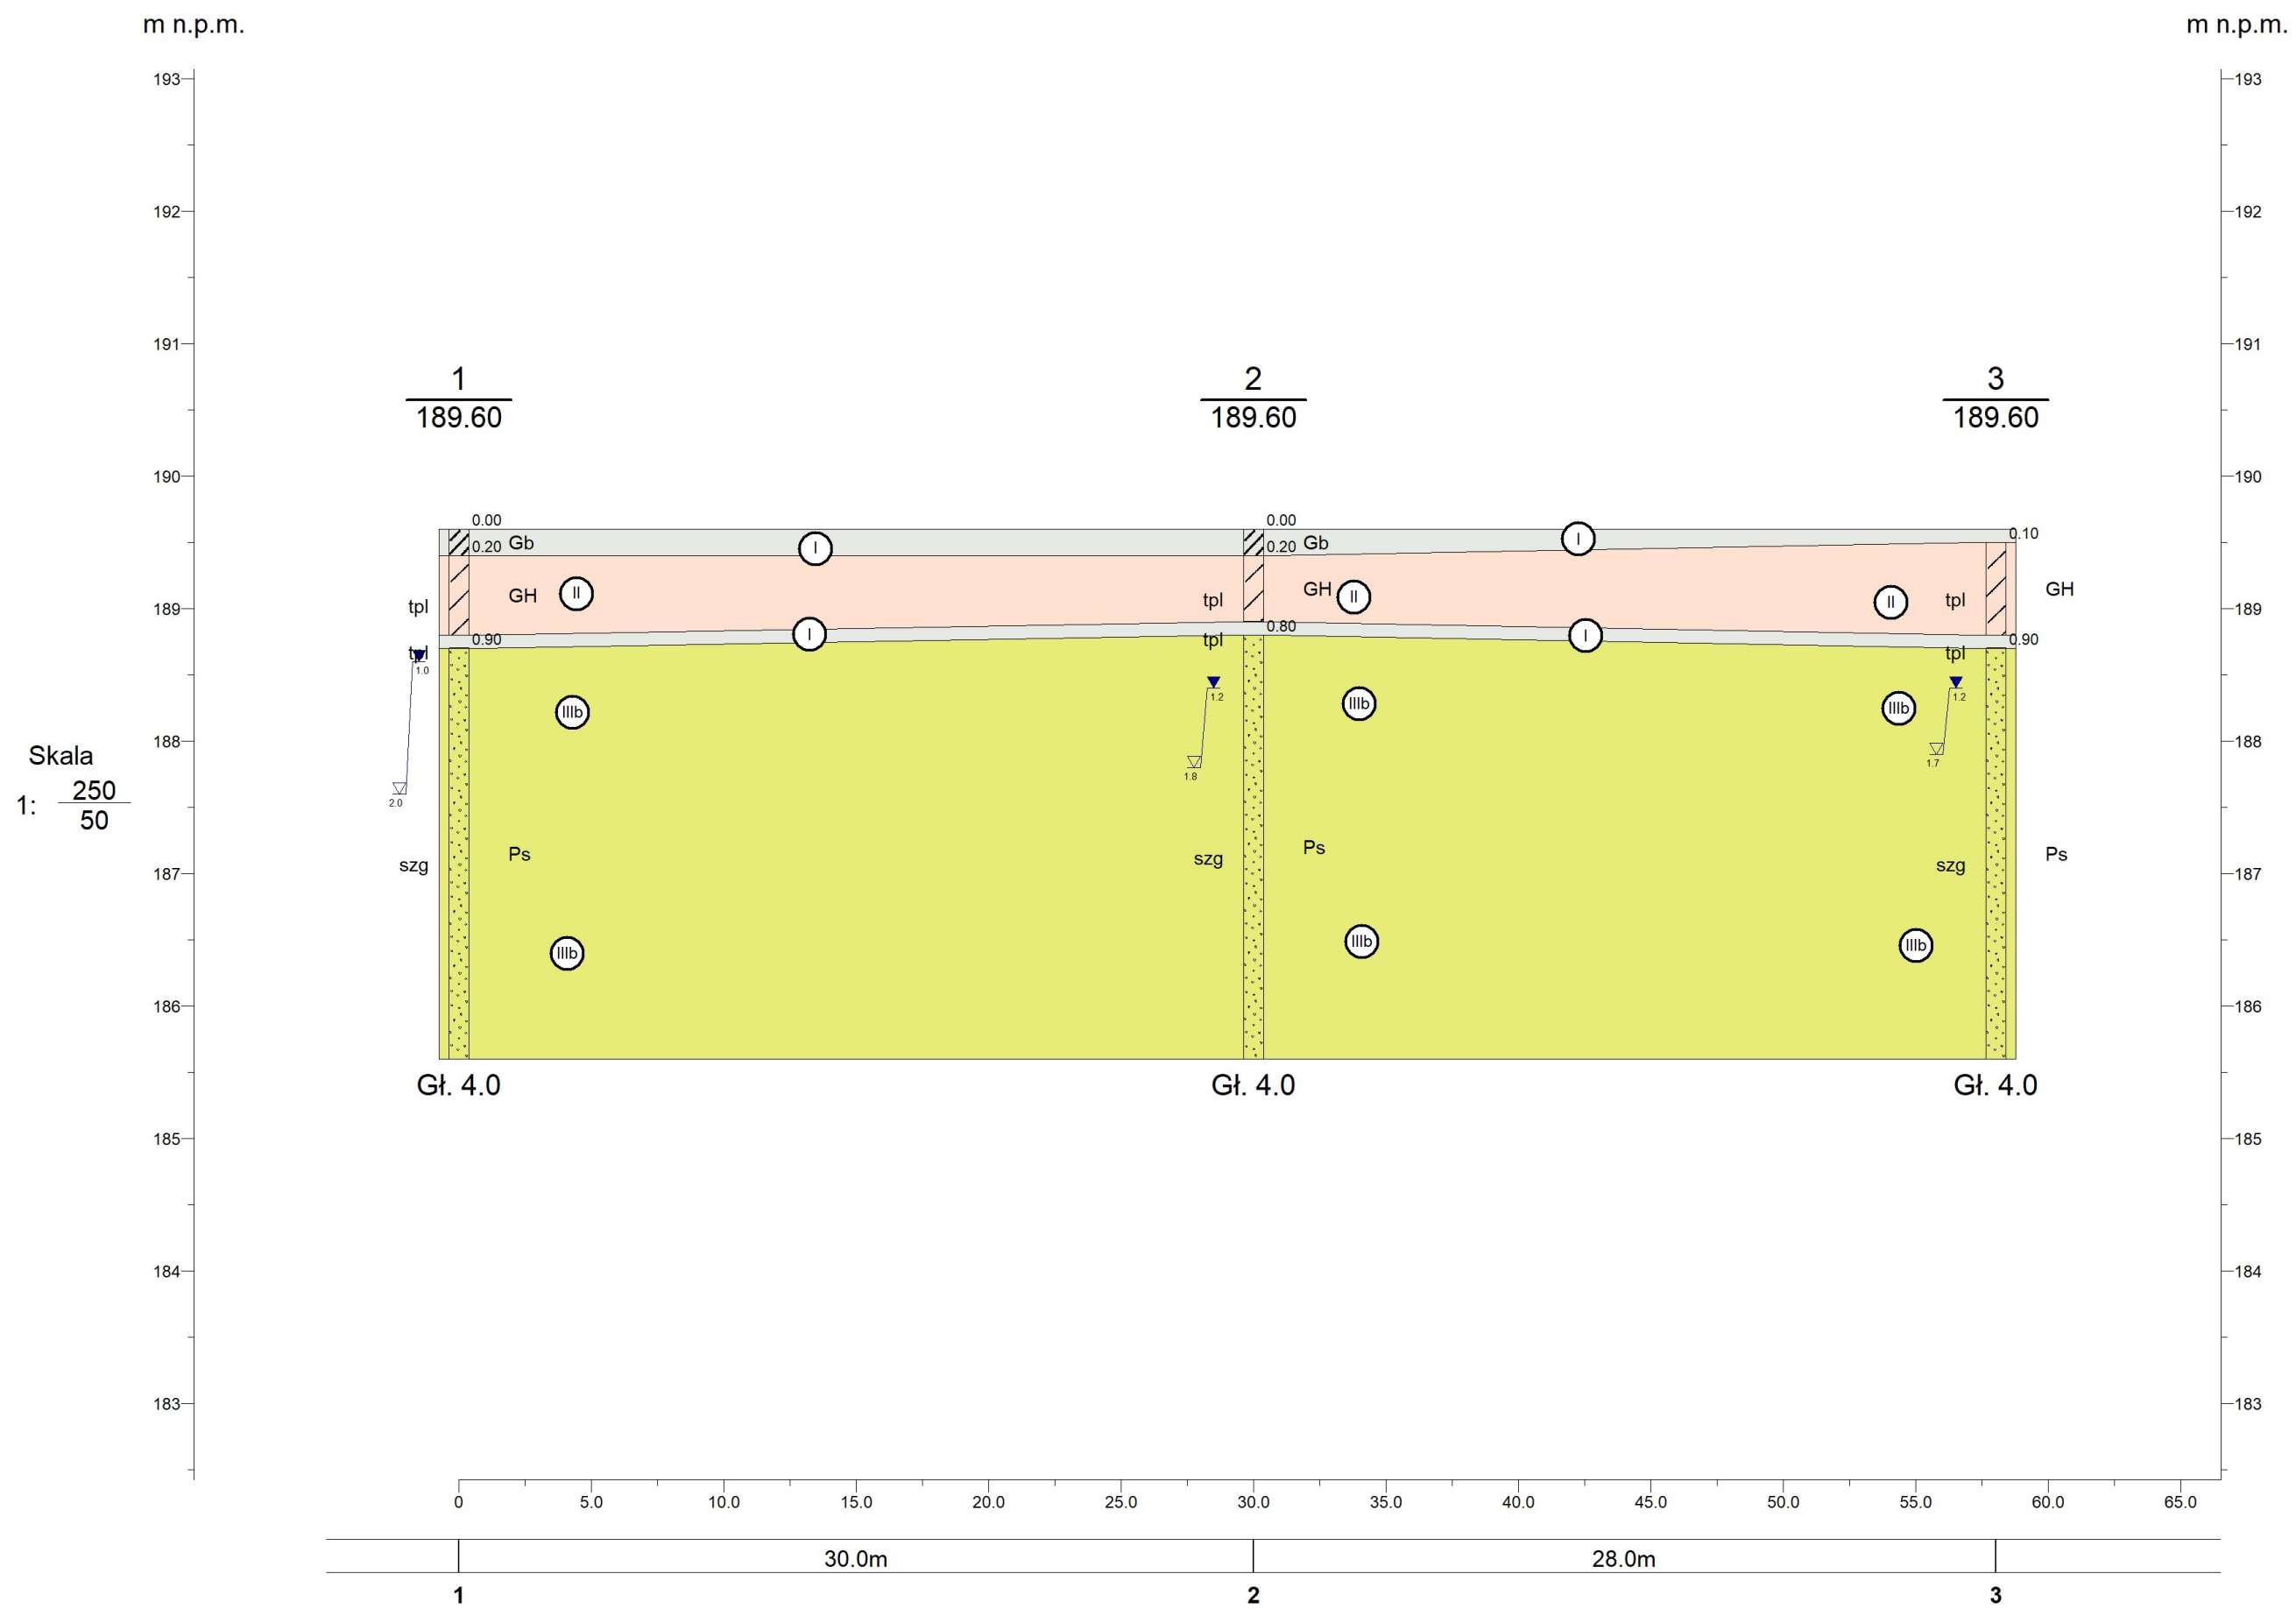 m n.p.m.
m n.p.m.
193
193
192
192
191
191
1
2
3
189.60
189.60
189.60
190
190
0.00
0.00
0.10
0.20
Gb
I
0.20
Gb
I
GH
II
tpl
GH
II
II
tpl
GH
189
tpl
189
0.90
I
0.80
I
0.90
tpl
tpl
tpl
1.0
1.2
1.2
IIIb
IIIb
IIIb
188
188
Skala
1:
250
50
2.0
1.8
1.7
szg
Ps
szg
Ps
szg
Ps
187
187
IIIb
IIIb
IIIb
186
186
Gł. 4.0
Gł. 4.0
Gł. 4.0
185
185
184
184
183
183
0 5.0 10.0 15.0 20.0 25.0 30.0 35.0 40.0 45.0 50.0 55.0 60.0 65.0
30.0m
28.0m
1
2
3